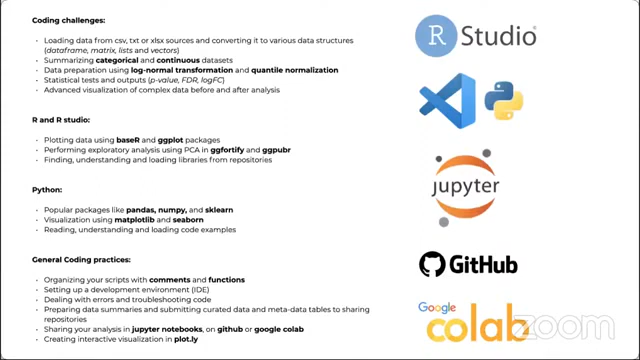 Coding challenges:
· Loading data from csv, txt or xlsx sources and converting it to various data structures
(dataframe, matrix, lists and vectors)
· Summarizing categorical and continuous datasets
· Data preparation using log-normal transformation and quantile normalization
· Statistical tests and outputs (p-value, FDR, logFC)
· Advanced visualization of complex data before and after analysis
R and R studio:
· Plotting data using baseR and ggplot packages
· Performing exploratory analysis using PCA in ggfortify and ggpubr
· Finding, understanding and loading libraries from repositories
Python:
· Popular packages like pandas, numpy, and sklearn
· Visualization using matplotlib and seaborn
· Reading, understanding and loading code examples
General Coding practices:
· Organizing your scripts with comments and functions
· Setting up a development environment (IDE)
· Dealing with errors and troubleshooting code
· Preparing data summaries and submitting curated data and meta-data tables to sharing
repositories
· Sharing your analysis in jupyter notebooks, on github or google colab
· Creating interactive visualization in plot.ly
R Studio
jupyter
GitHub
Google
colab
zoom